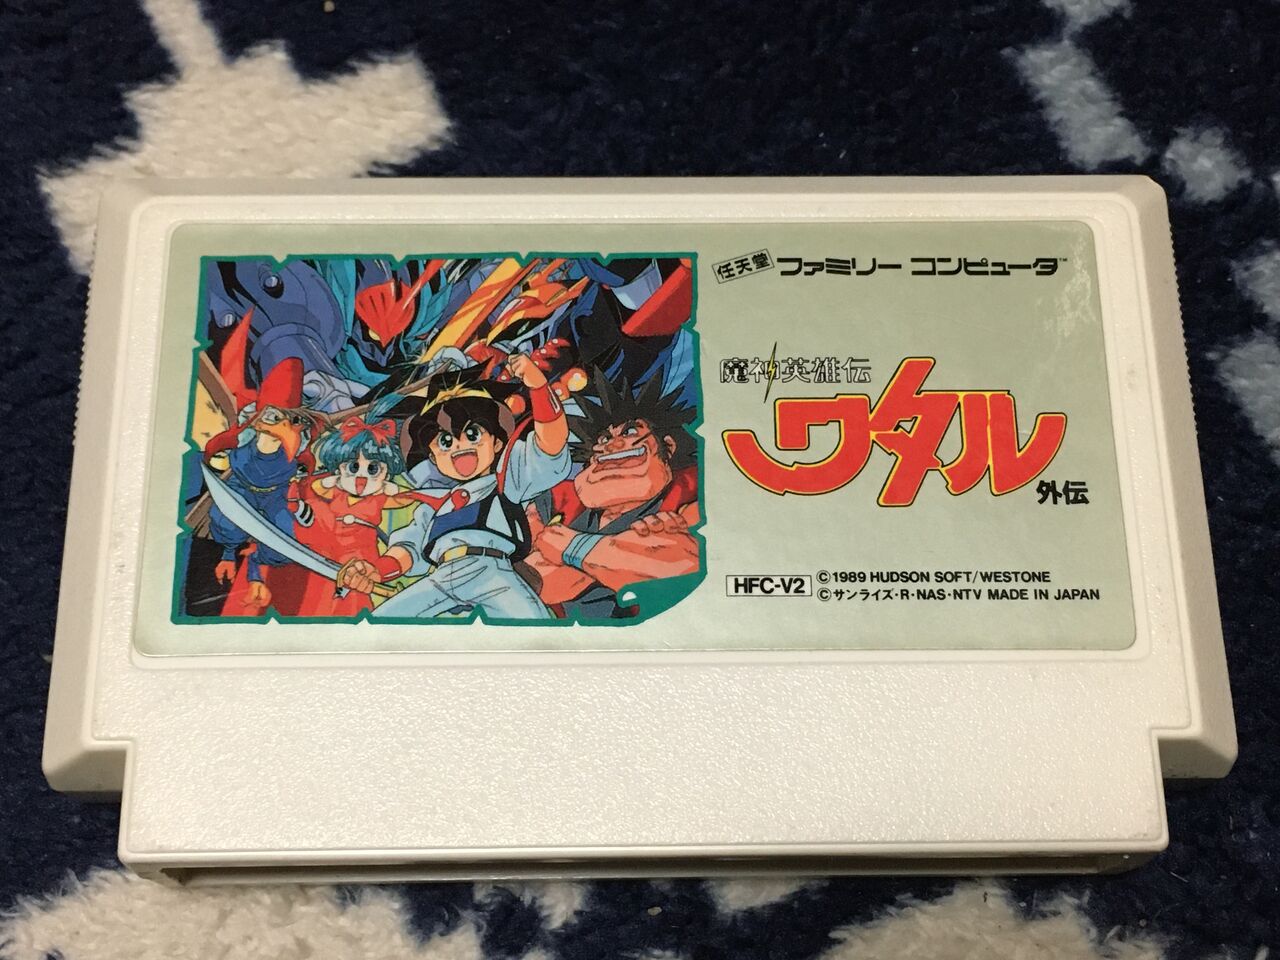 任天堂 ファミリー コンピュータ™
魔神英雄伝
ワタル
外伝
HFC-V2
©1989 HUDSON SOFT/WESTONE
©サンライズ・R・NAS・NTV MADE IN JAPAN